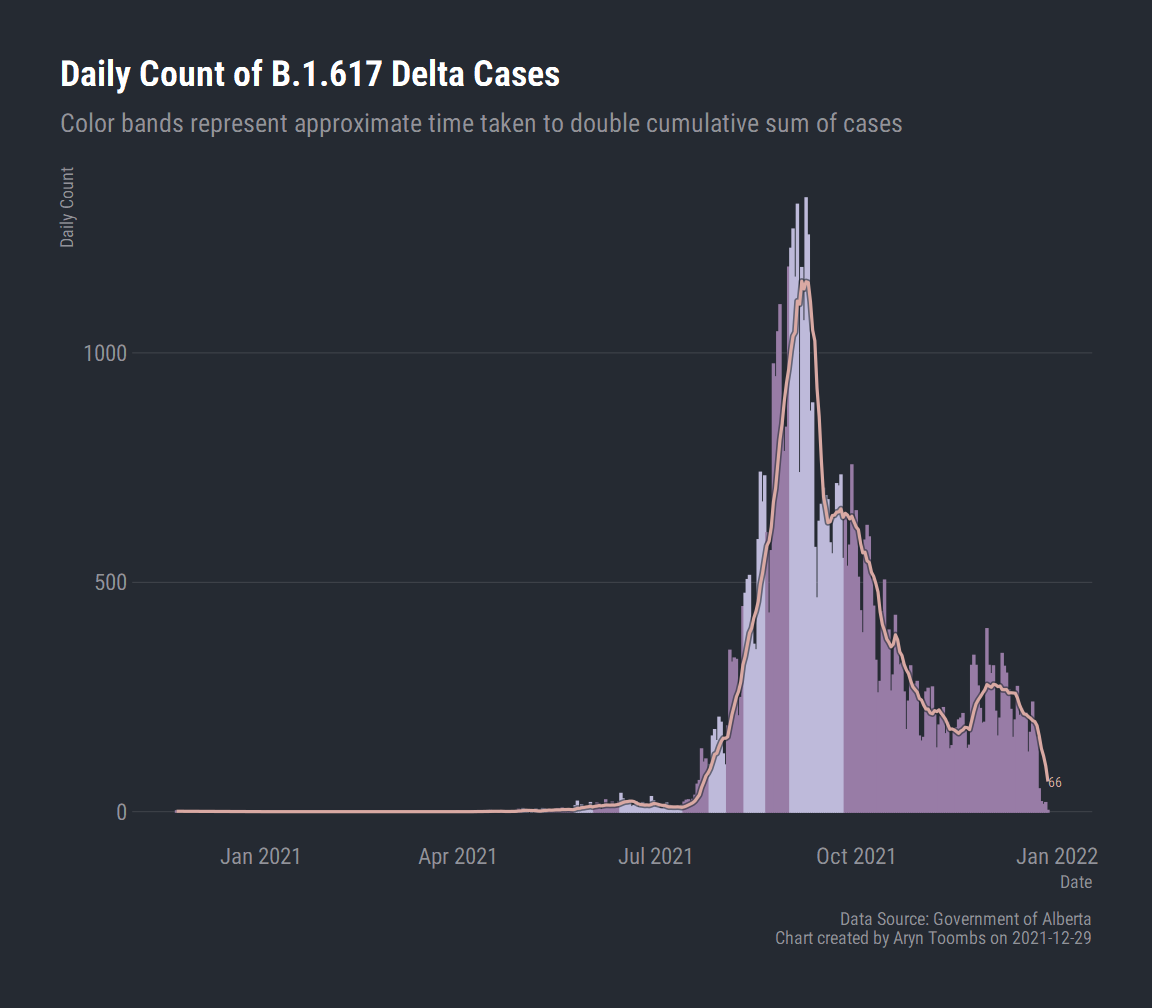 Daily Count of B.1.617 Delta Cases
Color bands represent approximate time taken to double cumulative sum of cases
Daily Count
1000
500
0
66
Jan 2021 Apr 2021 Jul 2021 Oct 2021 Jan 2022
Date
Data Source: Government of Alberta
Chart created by Aryn Toombs on 2021-12-29